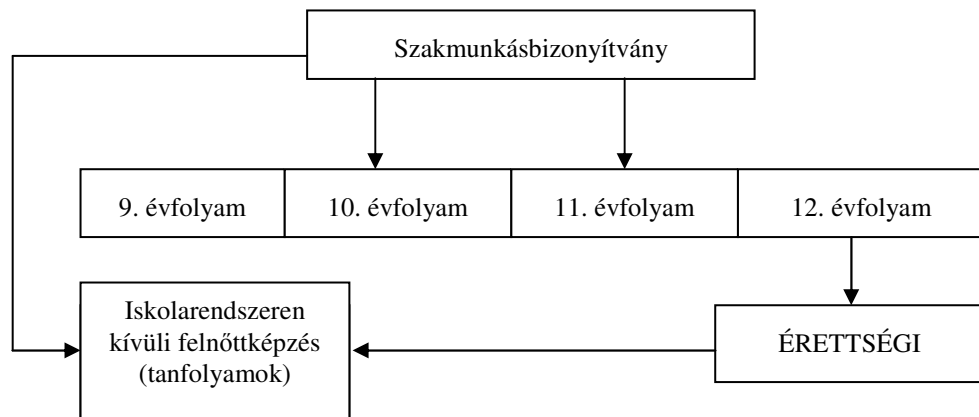 Szakmunkásbizonyítvány
9. évfolyam
10. évfolyam
11. évfolyam
12. évfolyam
Iskolarendszeren
kívüli felnőttképzés
(tanfolyamok)
ÉRETTSÉGI